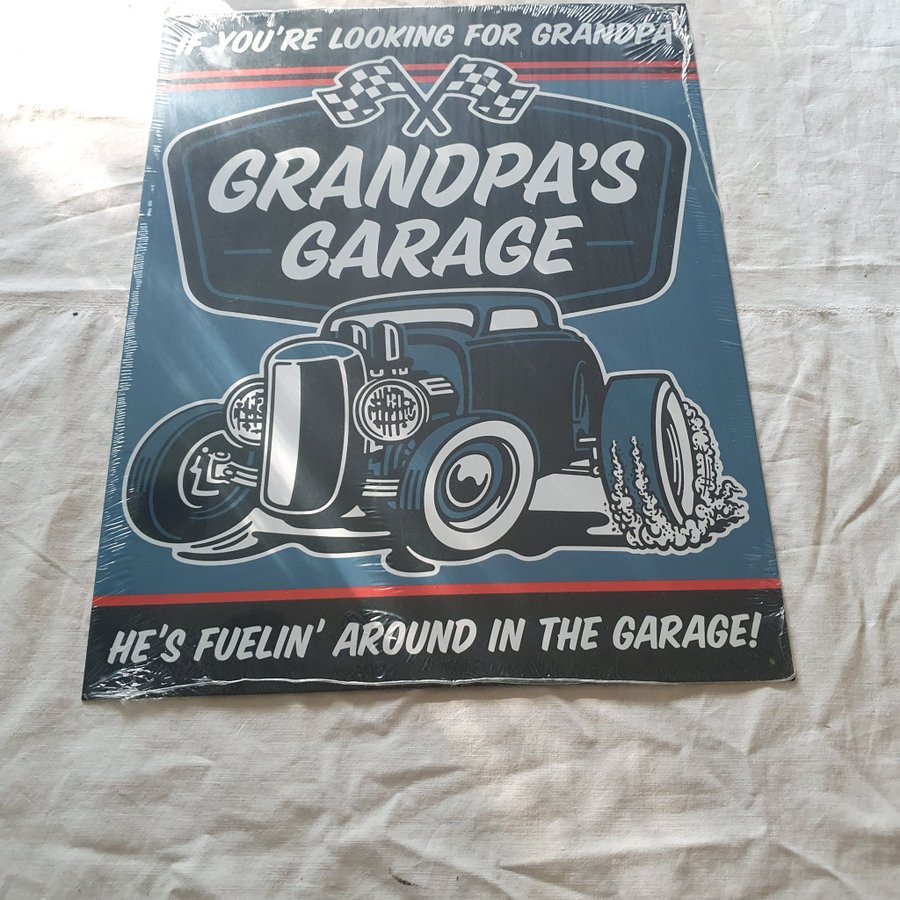 IF YOU'RE LOOKING FOR GRANDPA
GRANDPA'S
GARAGE
HE'S FUELIN' AROUND IN THE GARAGE!